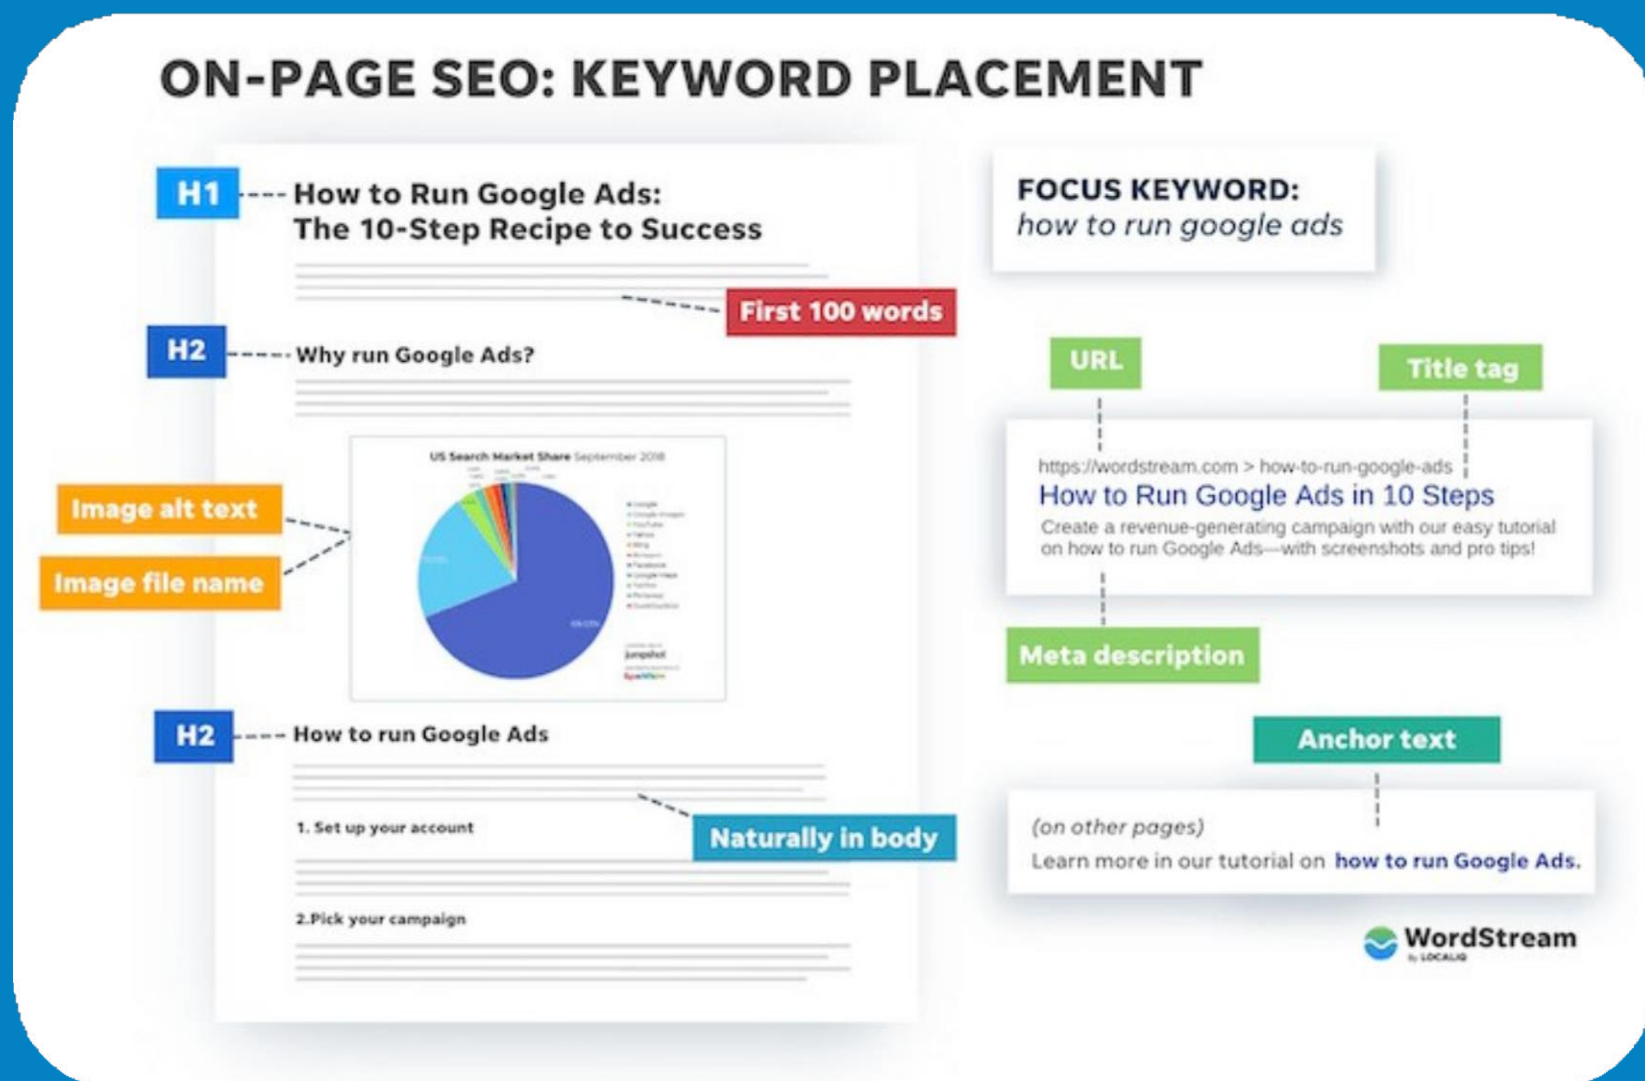 ON-PAGE SEO: KEYWORD PLACEMENT
H1
How to Run Google Ads:
The 10-Step Recipe to Success
First 100 words
H2
Why run Google Ads?
US Search Market Share September 2018
Image alt text
Image file name
jumpshot
H2
How to run Google Ads
Naturally in body
1. Set up your account
2.Pick your campaign
FOCUS KEYWORD:
how to run google ads
URL
Title tag
https://wordstream.com > how-to-run-google-ads
How to Run Google Ads in 10 Steps
Create a revenue-generating campaign with our easy tutorial
on how to run Google Ads—with screenshots and pro tips!
Meta description
Anchor text
(on other pages)
Learn more in our tutorial on how to run Google Ads.
WordStream
By LOCALiQ